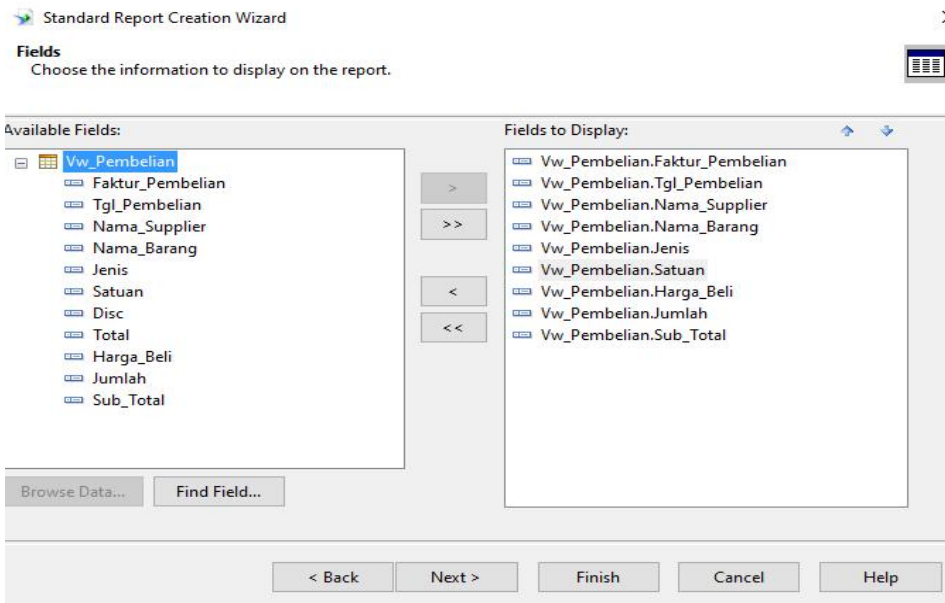 Standard Report Creation Wizard
Fields
Choose the information to display on the report.
Available Fields:
Vw_Pembelian
Faktur_Pembelian
Tgl_Pembelian
Nama_Supplier
Nama_Barang
Jenis
Satuan
Disc
Total
Harga_Beli
Jumlah
Sub_Total
>
>>
<
<<
Fields to Display:
Vw_Pembelian.Faktur_Pembelian
Vw_Pembelian.Tgl_Pembelian
Vw_Pembelian.Nama_Supplier
Vw_Pembelian.Nama_Barang
Vw_Pembelian.Jenis
Vw_Pembelian.Satuan
Vw_Pembelian.Harga_Beli
Vw_Pembelian.Jumlah
Vw_Pembelian.Sub_Total
Browse Data... Find Field...
< Back Next > Finish Cancel Help